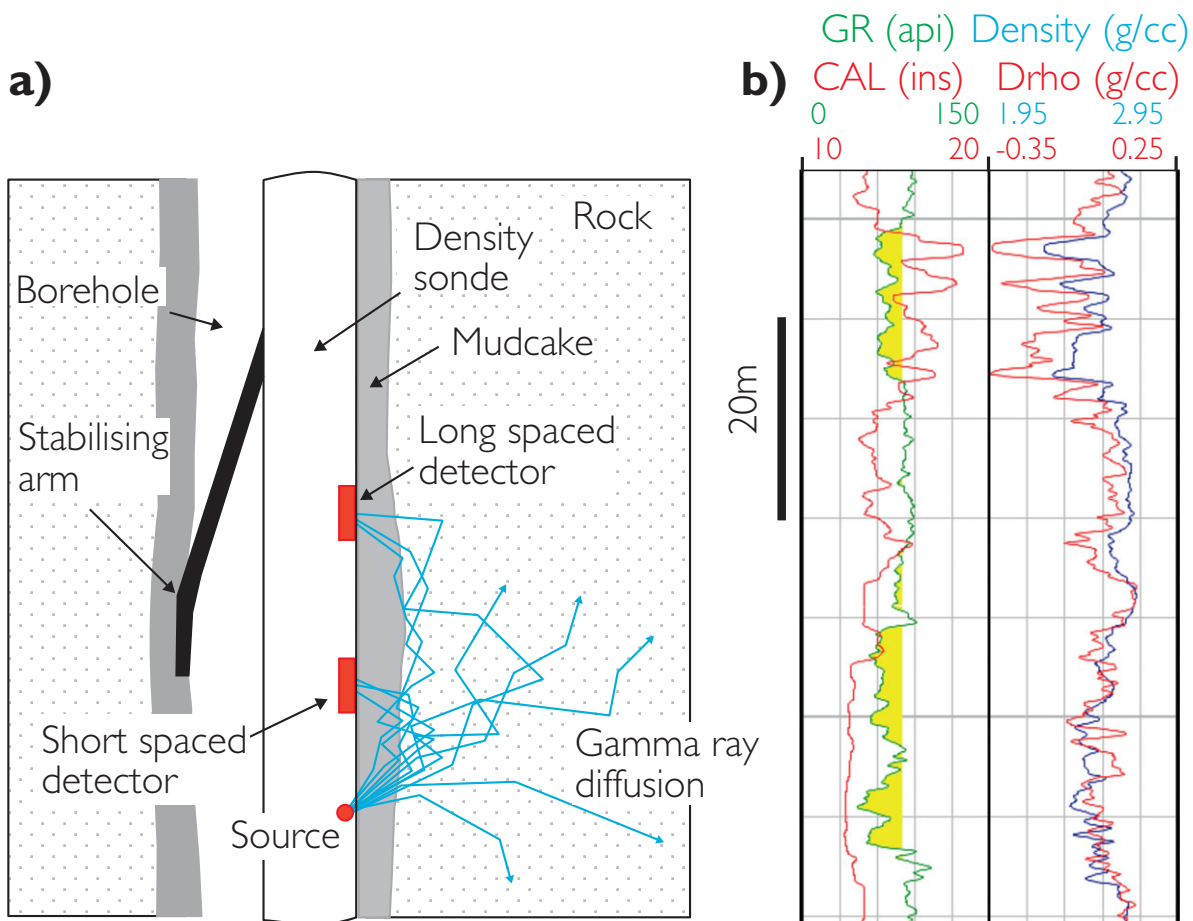 a)
Rock
Density
sonde
Borehole
Mudcake
Long spaced
detector
Stabilising
arm
Short spaced
detector
Gamma ray
diffusion
Source
b)
GR (api) Density (g/cc)
CAL (ins) Drho (g/cc)
0 150 1.95 2.95
10 20 -0.35 0.25
20m